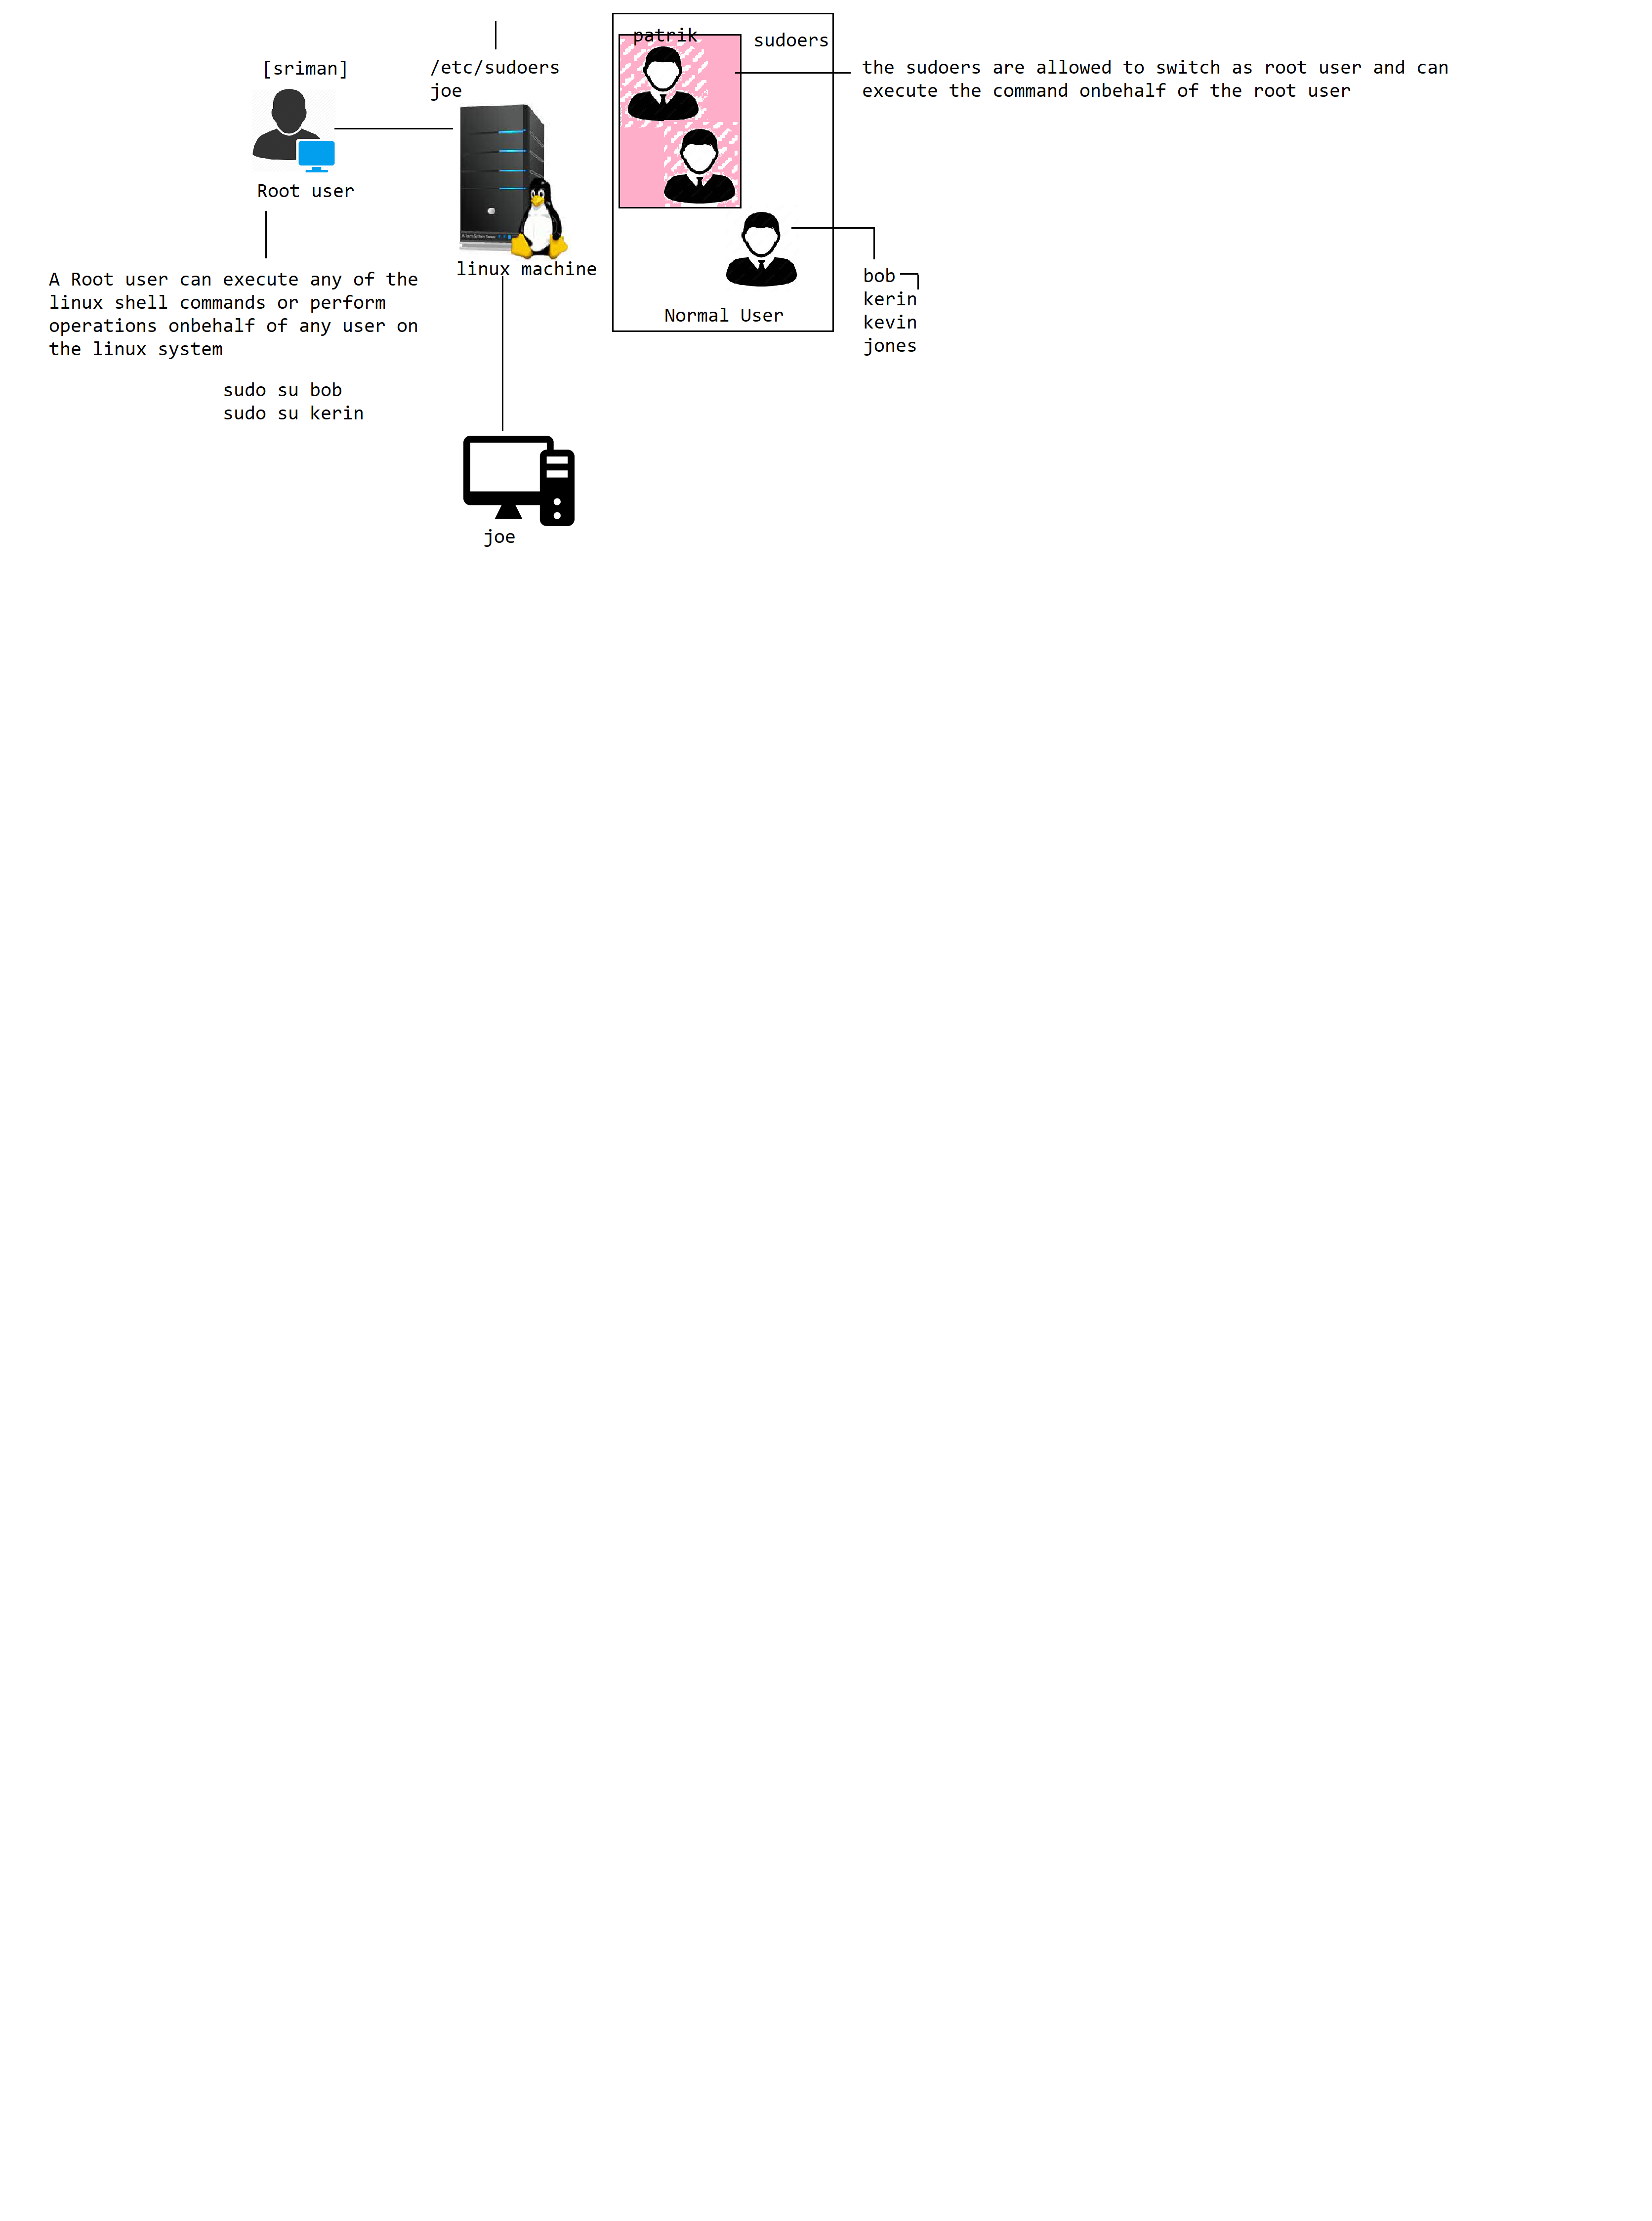 [sriman]
Root user
A Root user can execute any of the
linux shell commands or perform
operations onbehalf of any user on
the linux system
sudo su bob
sudo su kerin
/etc/sudoers
joe
linux machine
joe
patrik
sudoers
Normal User
the sudoers are allowed to switch as root user and can
execute the command onbehalf of the root user
bob
kerin
kevin
jones